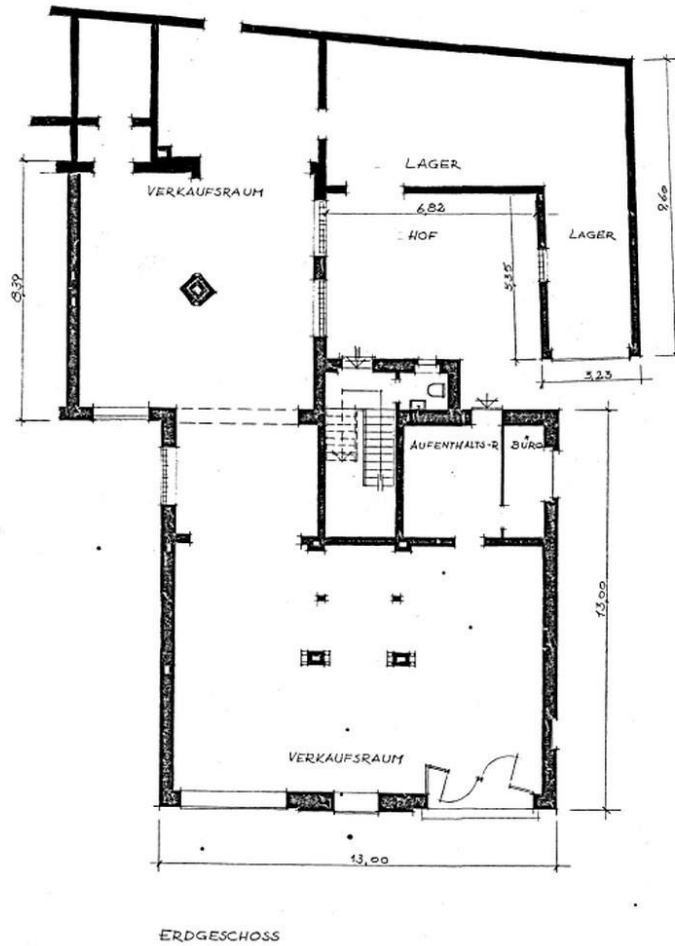 LAGER
VERKAUFSRAUM
6,82
HOF
LAGER
9,60
8,39
5,35
3,23
AUFENTHALTS-R.
BÜRO
13,00
VERKAUFSRAUM
13,00
ERDGESCHOSS